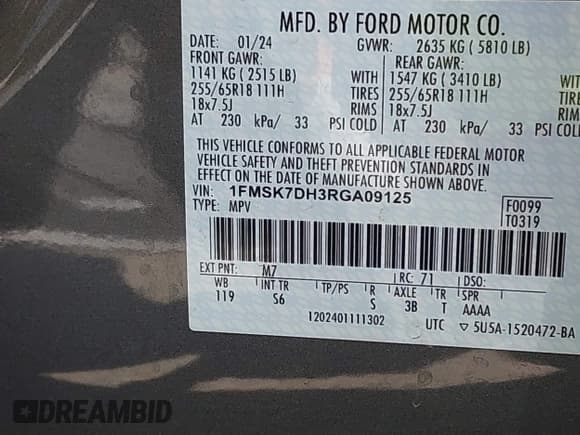 MFD. BY FORD MOTOR CO.
DATE: 01/24 GVWR: 2635 KG ( 5810 LB)
FRONT GAWR: REAR GAWR:
1141 KG ( 2515 LB) WITH 1547 KG ( 3410 LB) WIT
255/65R18 111H TIRES 255/65R18 111H TIRES
18x7.5J RIMS 18x7.5J RIMS
AT 230 kPa/ 33 PSI COLD AT 230 kPa/ 33 PSI COLD
THIS VEHICLE CONFORMS TO ALL APPLICABLE FEDERAL MOTOR
VEHICLE SAFETY AND THEFT PREVENTION STANDARDS IN
EFFECT ON THE DATE OF MANUFACTURE SHOWN ABOVE.
VIN: 1FMSK7DH3RGA09125 F0099
TYPE: MPV T0319
EXT PNT: M7 RC: 71 DSO:
WB INT TR TP/PS R AXLE TR SPR
119 S6 S 3B T AAAA
1202401111302 UTC ▽ 5U5A-1520472-BA
DREAMBID